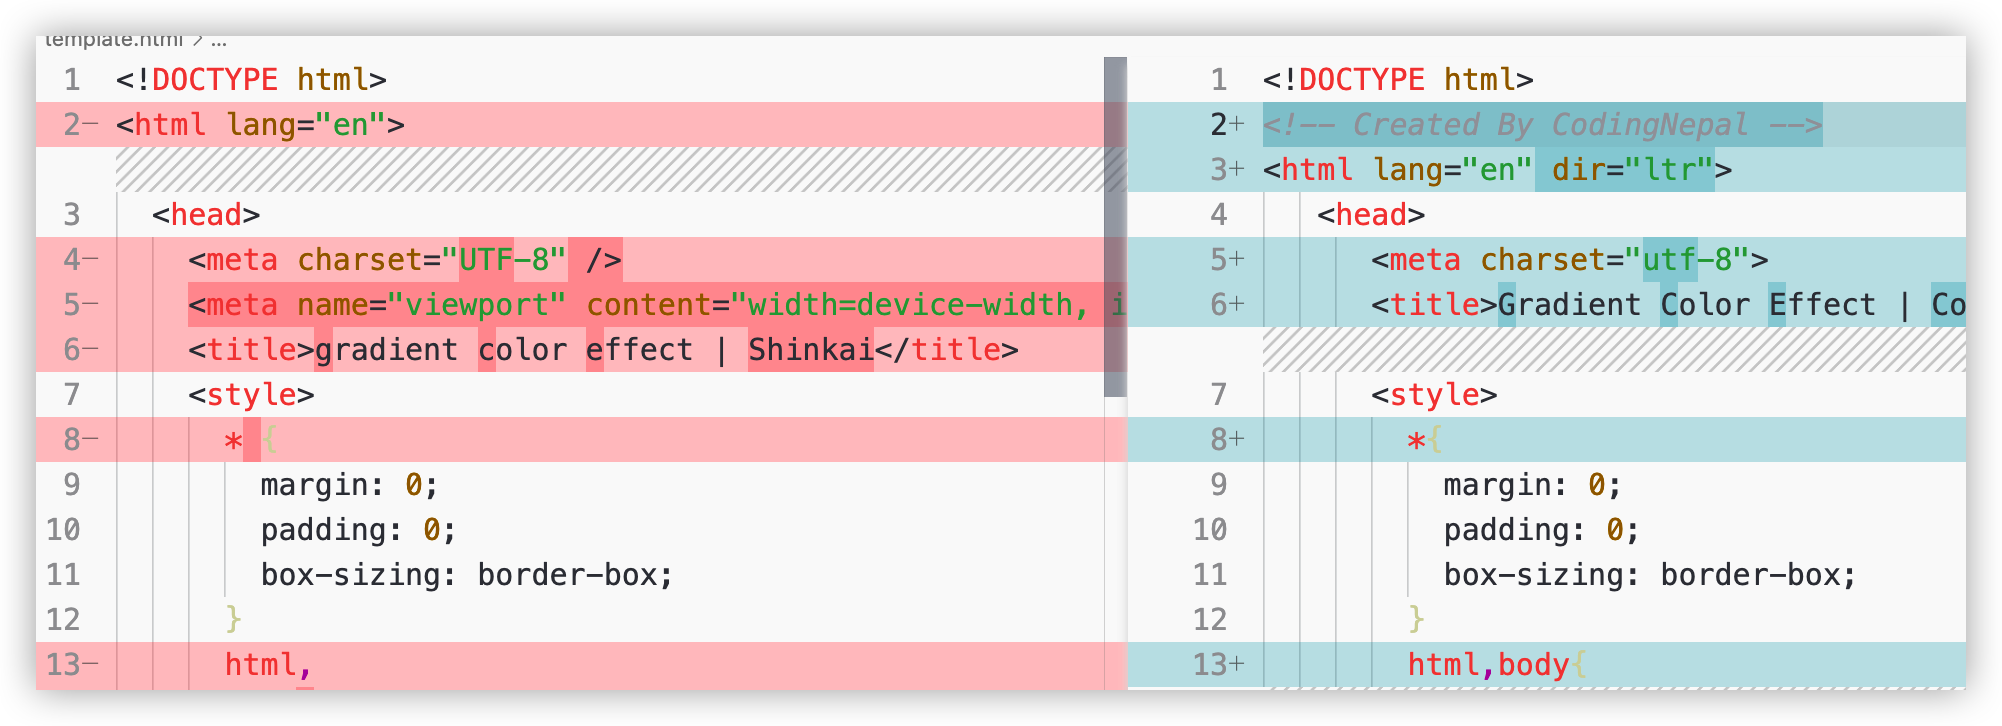 template.html > ...
1 <!DOCTYPE html>
2− <html lang="en">
3 <head>
4− <meta charset="UTF-8" />
5− <meta name="viewport" content="width=device-width, i
6− <title>gradient color effect | Shinkai</title>
7 <style>
8− * {
9 margin: 0;
10 padding: 0;
11 box-sizing: border-box;
12 }
13− html,
1 <!DOCTYPE html>
2+ <!-- Created By CodingNepal -->
3+ <html lang="en" dir="ltr">
4 <head>
5+ <meta charset="utf-8">
6+ <title>Gradient Color Effect | Co
7 <style>
8+ *{
9 margin: 0;
10 padding: 0;
11 box-sizing: border-box;
12 }
13+ html,body{